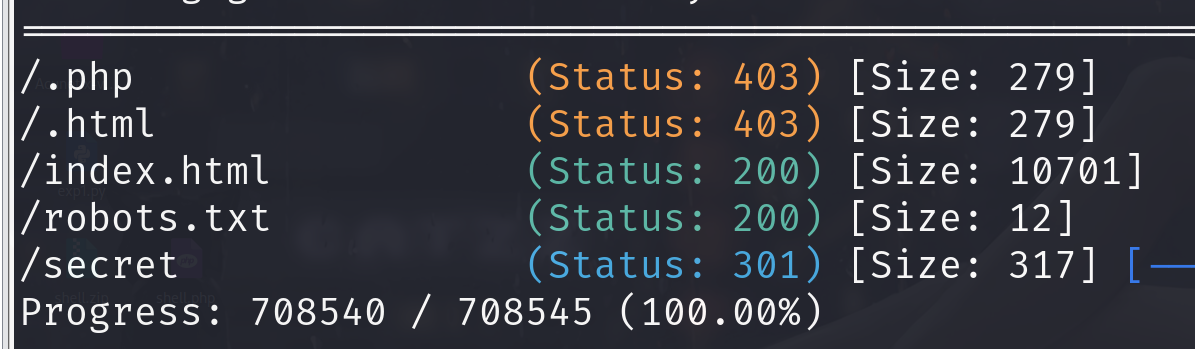 /.php (Status: 403) [Size: 279]
/.html (Status: 403) [Size: 279]
/index.html (Status: 200) [Size: 10701]
/robots.txt (Status: 200) [Size: 12]
/secret (Status: 301) [Size: 317] [
Progress: 708540 / 708545 (100.00%)